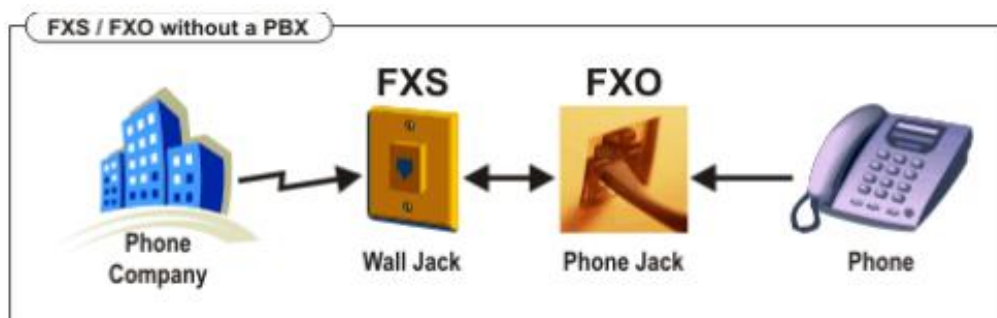 FXS / FXO without a PBX
FXS
FXO
Phone
Company
Wall Jack
Phone Jack
Phone